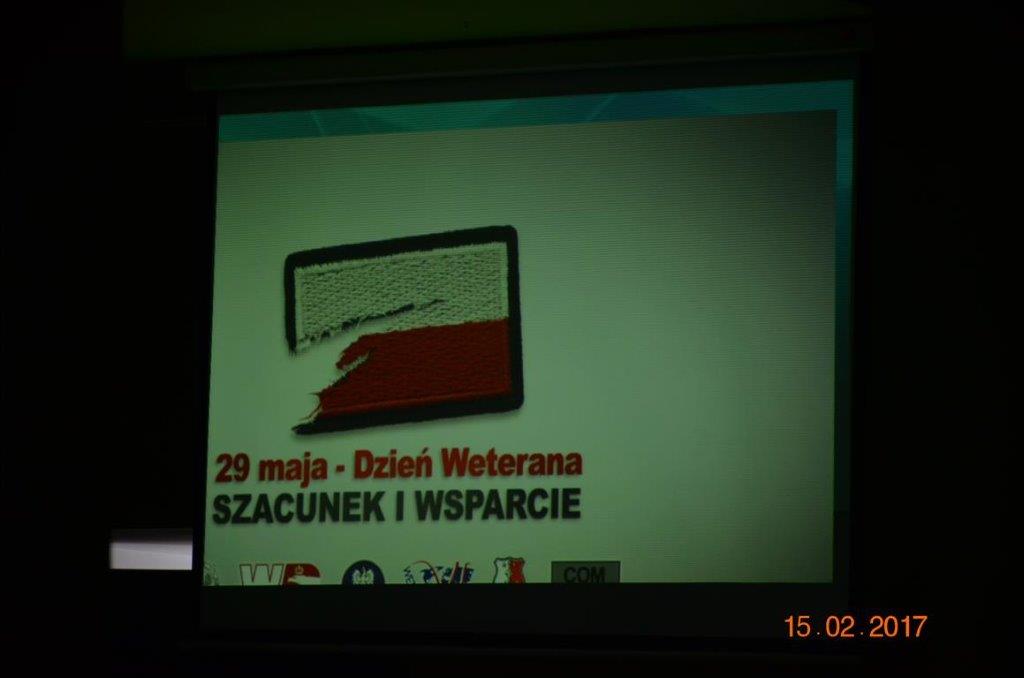 29 maja - Dzień Weterana
SZACUNEK I WSPARCIE
COM
15.02.2017